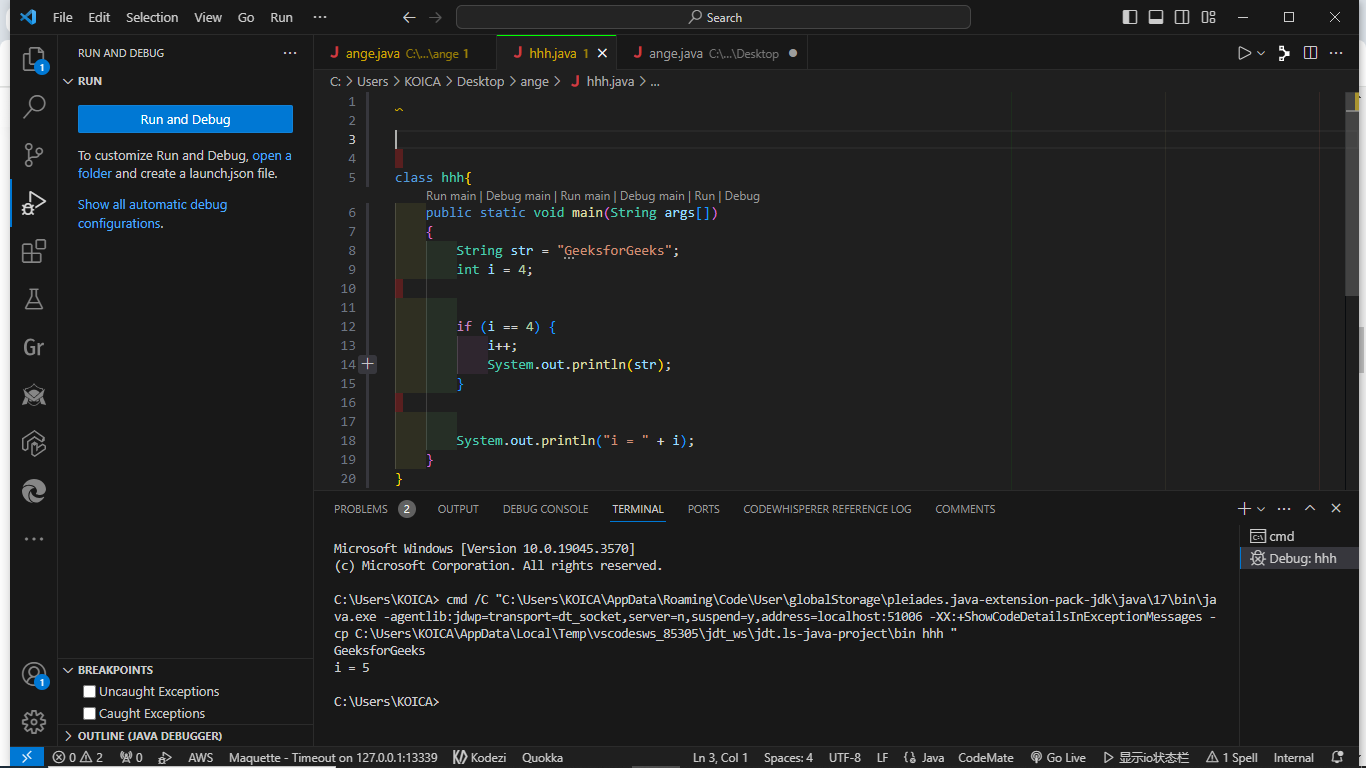 File Edit Selection View Go Run ··· Search
RUN AND DEBUG ···
RUN
Run and Debug
To customize Run and Debug, open a
folder and create a launch.json file.
Show all automatic debug
configurations.
ange.java C:\...\ange 1
hhh.java 1
ange.java C:\...\Desktop
C: > Users > KOICA > Desktop > ange > hhh.java > ...
1
2
3
4
5 class hhh{
Run main | Debug main | Run main | Debug main | Run | Debug
6 public static void main(String args[])
7 {
8 String str = "GeeksforGeeks";
9 int i = 4;
10
11
12 if (i == 4) {
13 i++;
14 System.out.println(str);
15 }
16
17
18 System.out.println("i = " + i);
19 }
20 }
1
Gr
1
BREAKPOINTS
Uncaught Exceptions
Caught Exceptions
OUTLINE (JAVA DEBUGGER)
PROBLEMS 2 OUTPUT DEBUG CONSOLE TERMINAL PORTS CODEWHISPERER REFERENCE LOG COMMENTS
cmd
Debug: hhh
Microsoft Windows [Version 10.0.19045.3570]
(c) Microsoft Corporation. All rights reserved.
C:\Users\KOICA> cmd /C "C:\Users\KOICA\AppData\Roaming\Code\User\globalStorage\pleiades.java-extension-pack-jdk\java\17\bin\ja
va.exe -agentlib:jdwp=transport=dt_socket,server=n,suspend=y,address=localhost:51006 -XX:+ShowCodeDetailsInExceptionMessages -
cp C:\Users\KOICA\AppData\Local\Temp\vscodesws_85305\jdt_ws\jdt.ls-java-project\bin hhh "
GeeksforGeeks
i = 5
C:\Users\KOICA>
0 2 0 AWS Maquette - Timeout on 127.0.0.1:13339 Kodezi Quokka Ln 3, Col 1 Spaces: 4 UTF-8 LF {} Java CodeMate Go Live 显示io状态栏 1 Spell Internal